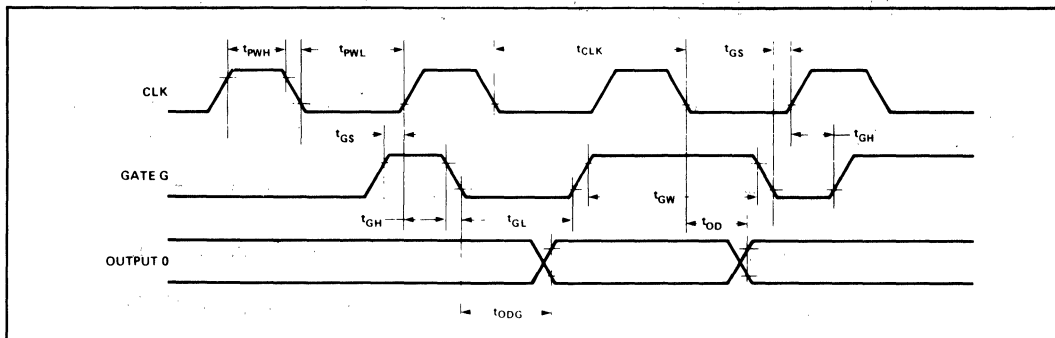 tPWH
tPWL
tCLK
tGS
CLK
tGS
tGH
GATE G
tGH
tGL
tGW
tOD
OUTPUT 0
tODG